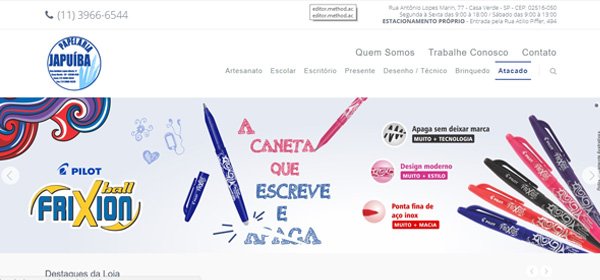 (11) 3966-6544
editor.method.ac
editor.method.ac
Rua Antônio Lopes Marin, 77 - Casa Verde - SP - CEP: 02516-050
Segunda à Sexta das 9:00 à 18:00 / Sábado das 9:00 à 13:00
ESTACIONAMENTO PRÓPRIO - Entrada pela Rua Atílio Piffer, 494
PAPELARIA
JAPUÍBA
Quem Somos Trabalhe Conosco Contato
Artesanato Escolar Escritório Presente Desenho / Técnico Brinquedo Atacado
A
CANETA
QUE
ESCREVE
E
APAGA
PILOT
FRIXION
ball
Apaga sem deixar marca
MUITO + TECNOLOGIA
Design moderno
MUITO + ESTILO
Ponta fina de
aço inox
MUITO + MACIA
Destaques da Loja